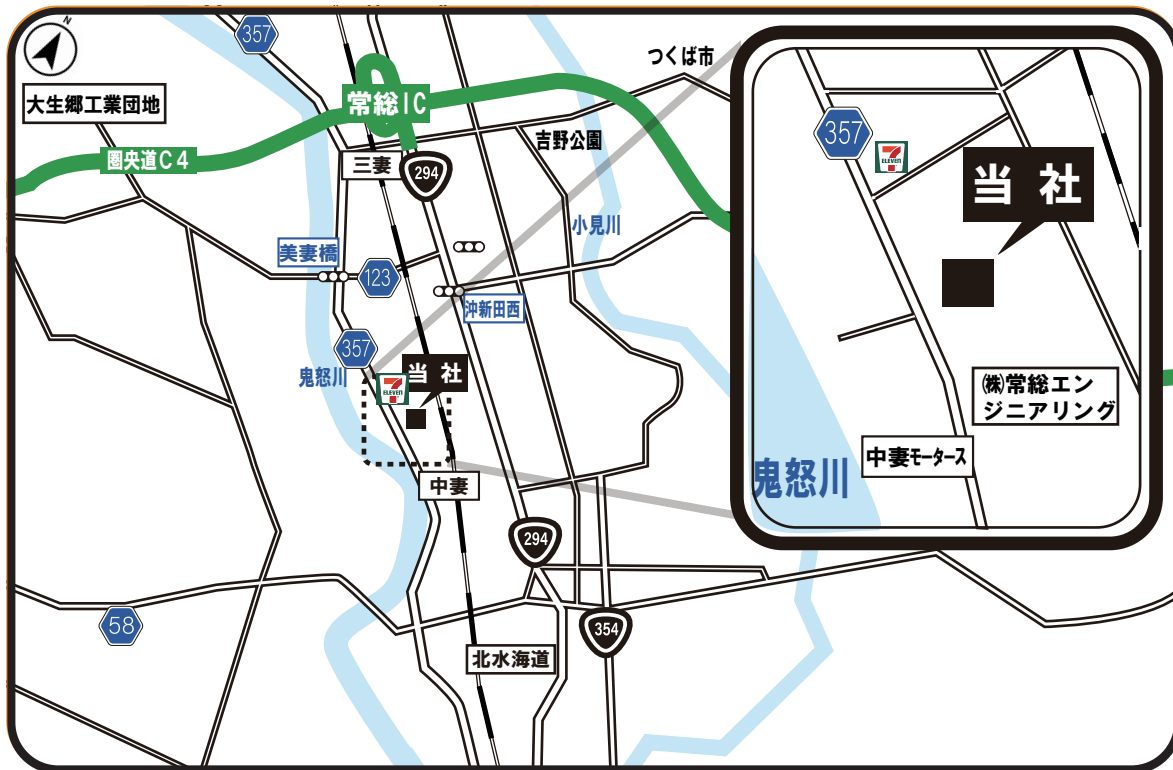 N
357
つくば市
大生郷工業団地
常総IC
吉野公園
圏央道C4
三妻
294
小見川
美妻橋
123
沖新田西
357
鬼怒川
7
ELEVEN
当社
中妻
294
58
354
北水海道
357
7
ELEVEN
当社
㈱常総エン
ジニアリング
中妻モータース
鬼怒川